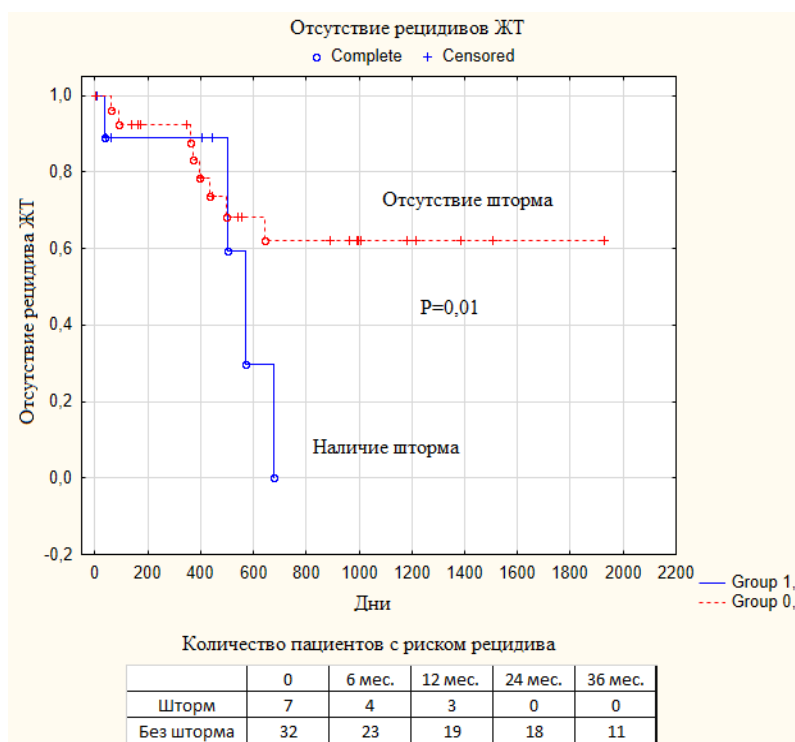 Отсутствие рецидивов ЖТ
Complete Censored
Отсутствие рецидива ЖТ
1,0
0,8
0,6
0,4
0,2
0,0
-0,2
Отсутствие шторма
P=0,01
Наличие шторма
0 200 400 600 800 1000 1200 1400 1600 1800 2000 2200
Дни
Group 1,
Group 0,
Количество пациентов с риском рецидива
0 6 мес. 12 мес. 24 мес. 36 мес.
Шторм 7 4 3 0 0
Без шторма 32 23 19 18 11